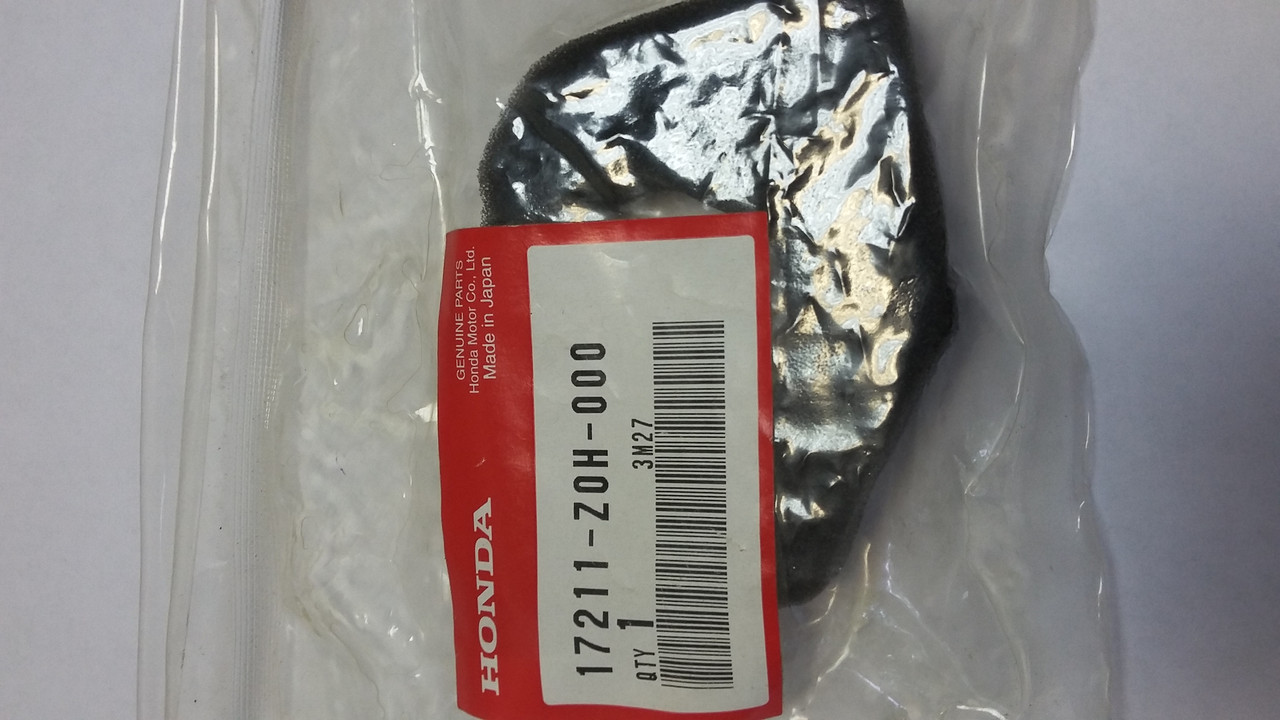 HONDA
GENUINE PARTS
Honda Motor Co., Ltd.
Made in Japan
17211-Z0H-000
QTY 1 3M27